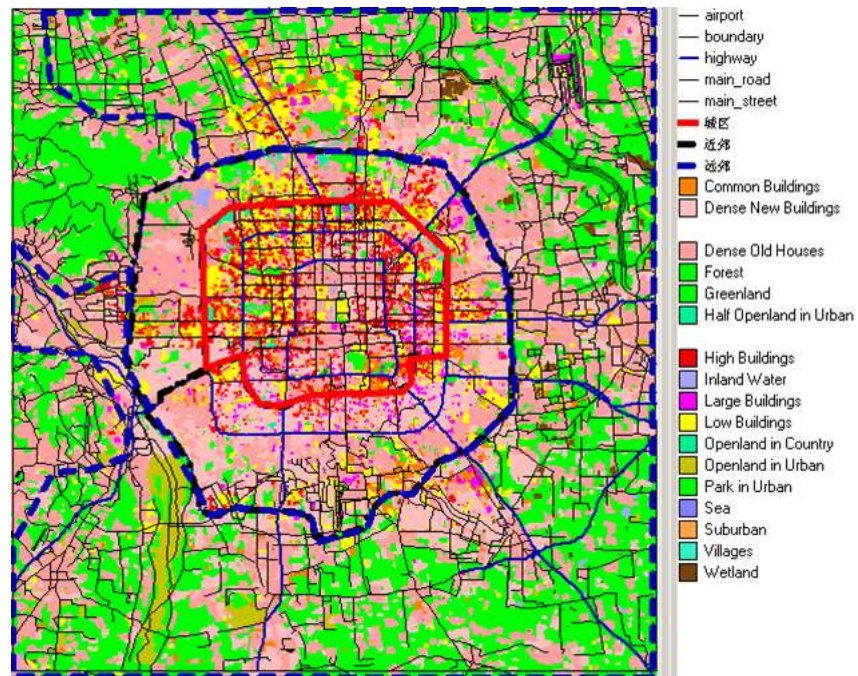 airport
boundary
highway
main_road
main_street
城区
近郊
远郊
Common Buildings
Dense New Buildings
Dense Old Houses
Forest
Greenland
Half Openland in Urban
High Buildings
Inland Water
Large Buildings
Low Buildings
Openland in Country
Openland in Urban
Park in Urban
Sea
Suburban
Villages
Wetland